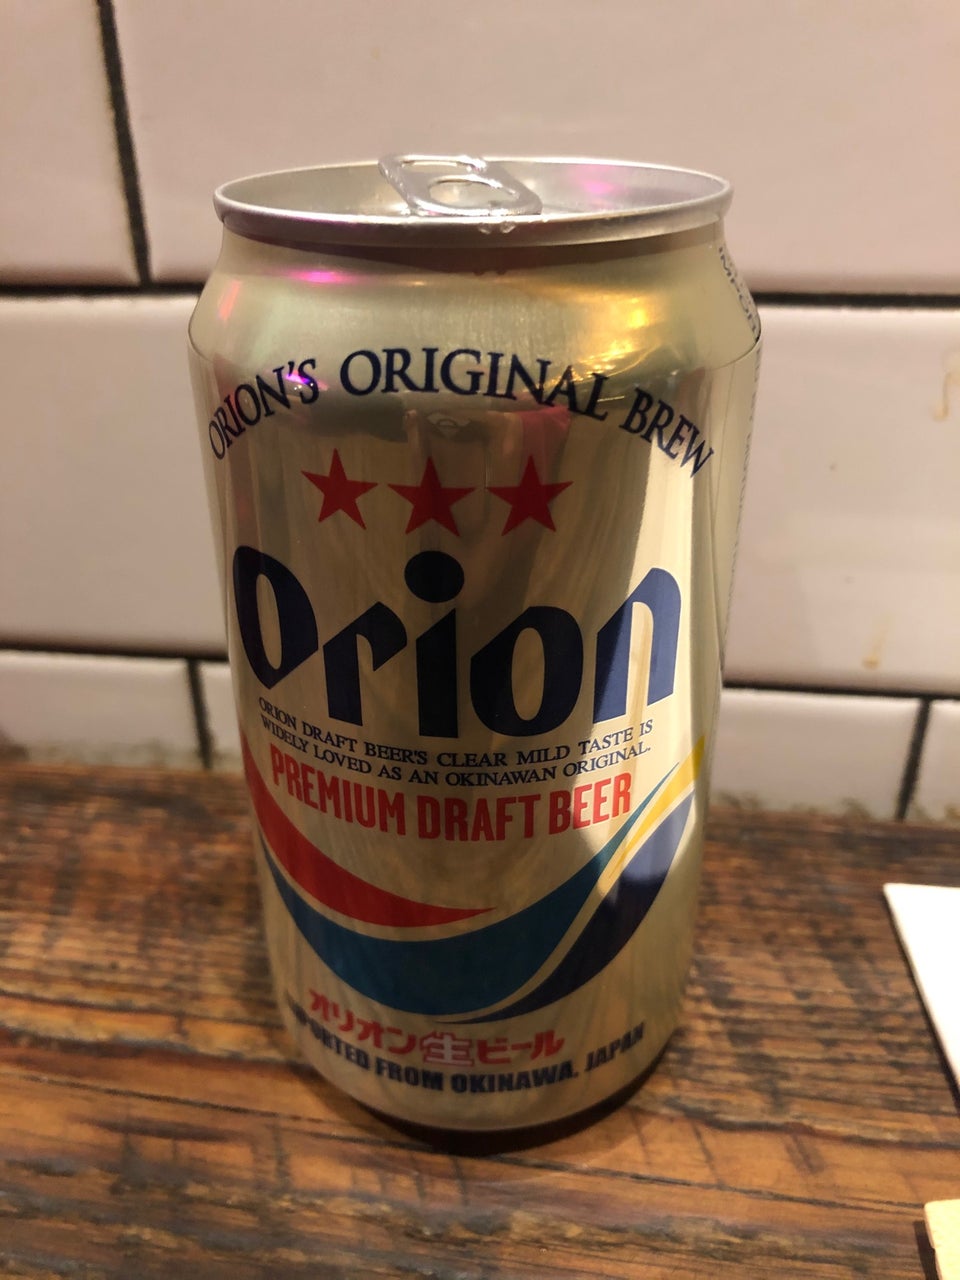 ORION'S ORIGINAL BREW
Orion
ORION DRAFT BEER'S CLEAR MILD TASTE IS
WIDELY LOVED AS AN OKINAWAN ORIGINAL.
PREMIUM DRAFT BEER
オリオン生ビール
IMPORTED FROM OKINAWA, JAPAN